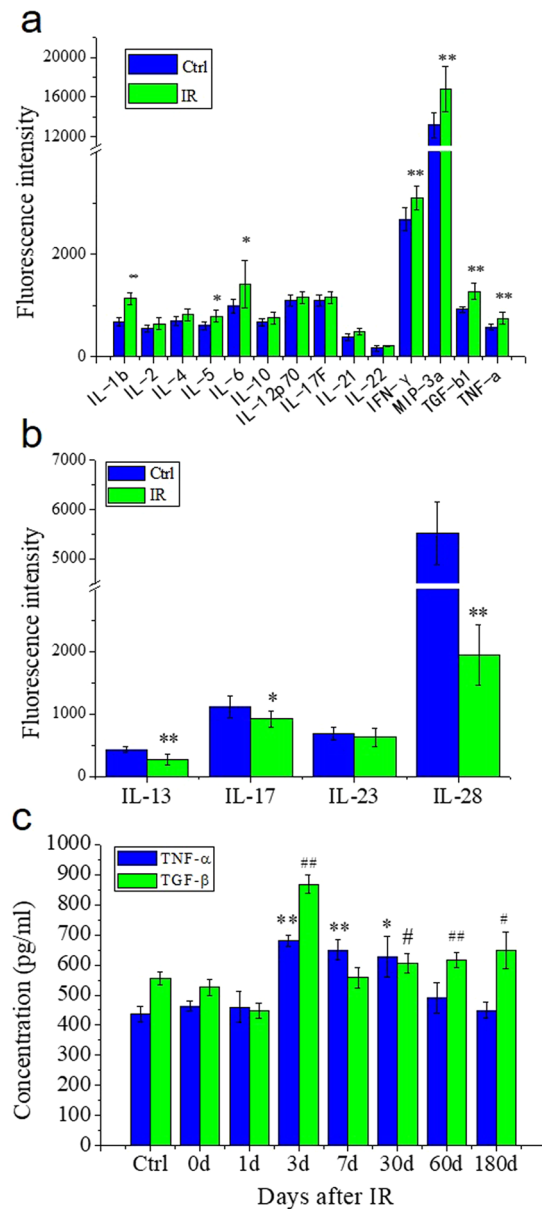 a
20000
16000
12000
2000
0
Fluorescence intensity
Ctrl
IR
** * * ** ** ** **
IL-1b IL-2 IL-4 IL-5 IL-6 IL-10 IL-12p70 IL-17F IL-21 IL-22 IFN-γ MIP-3a TGF-b1 TNF-a
b
7000
6000
5000
2000
1000
0
Fluorescence intensity
Ctrl
IR
** * **
IL-13 IL-17 IL-23 IL-28
c
1000
900
800
700
600
500
400
300
200
100
0
Concentration (pg/ml)
TNF-α
TGF-β
** ## ** * # ## #
Ctrl 0d 1d 3d 7d 30d 60d 180d
Days after IR